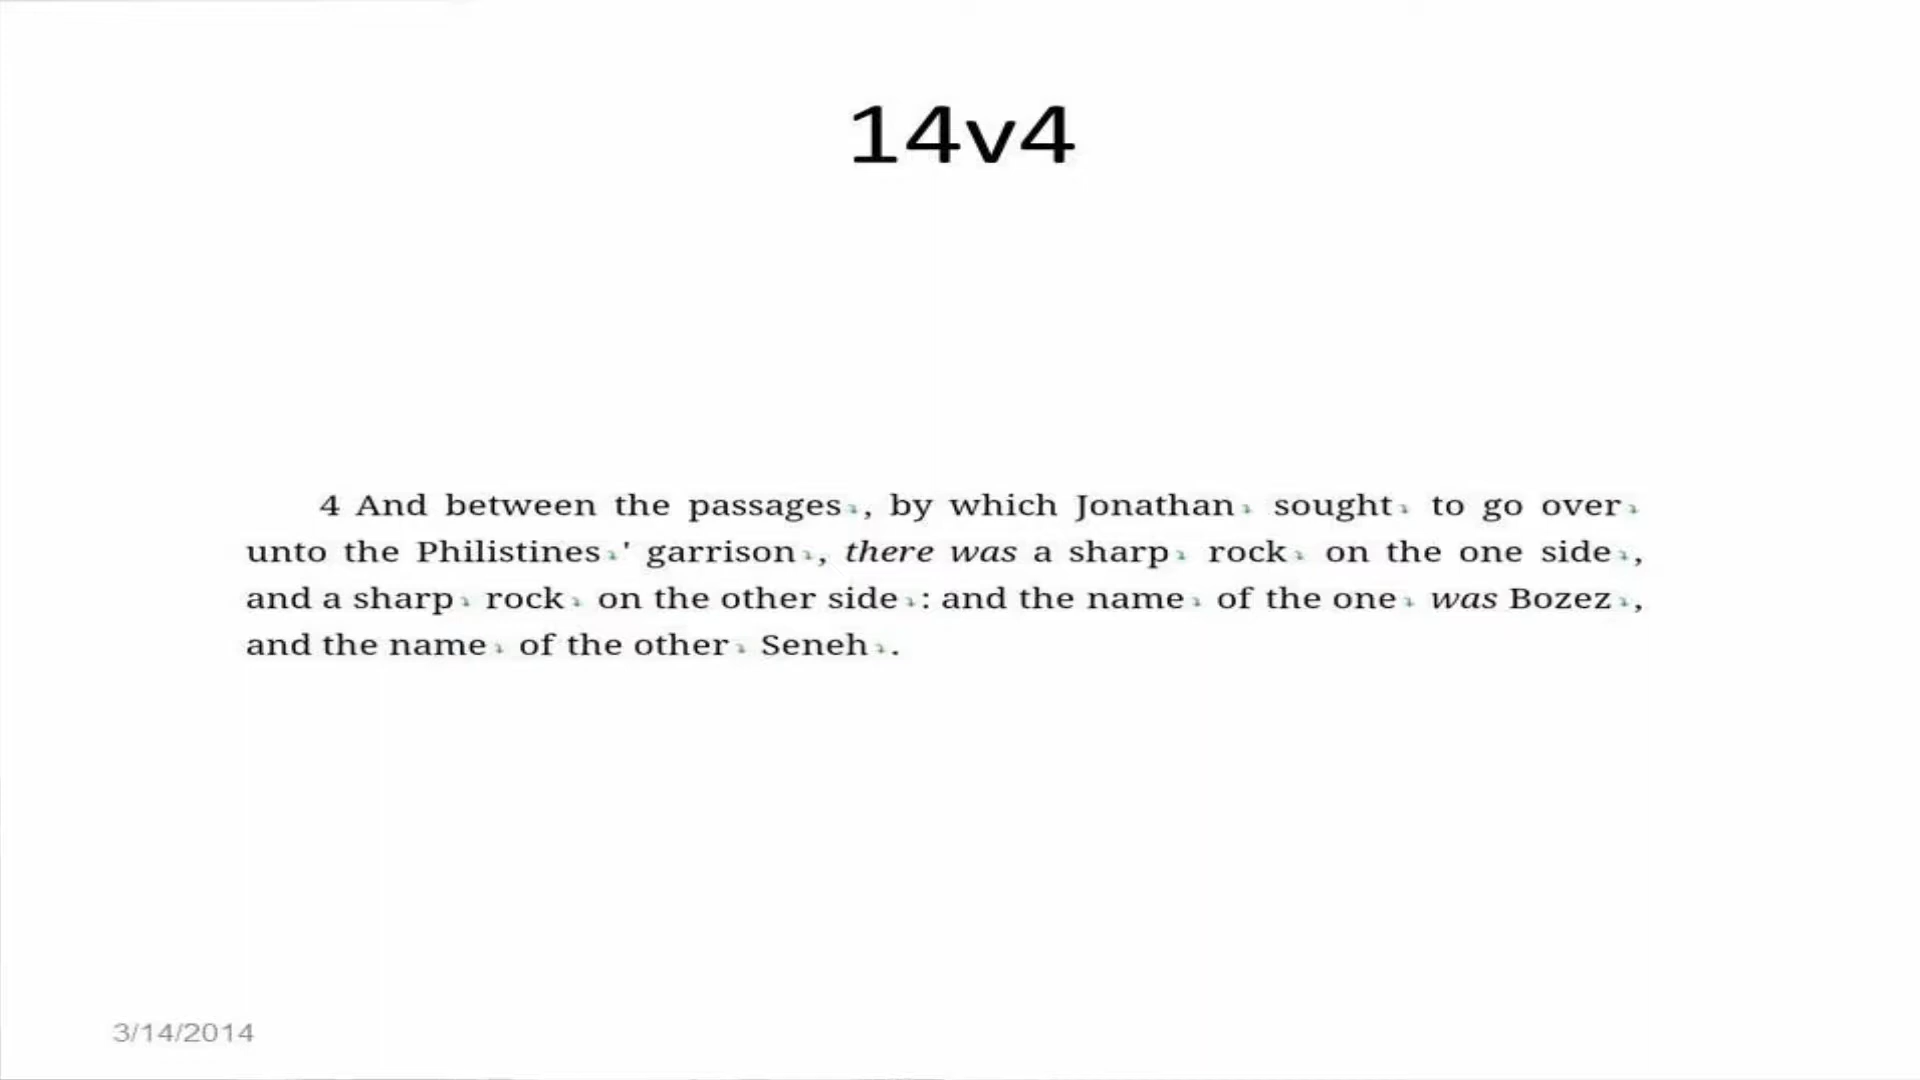 14v4
4 And between the passages, by which Jonathan sought to go over
unto the Philistines' garrison, there was a sharp rock on the one side,
and a sharp rock on the other side: and the name of the one was Bozez,
and the name of the other Seneh.
3/14/2014